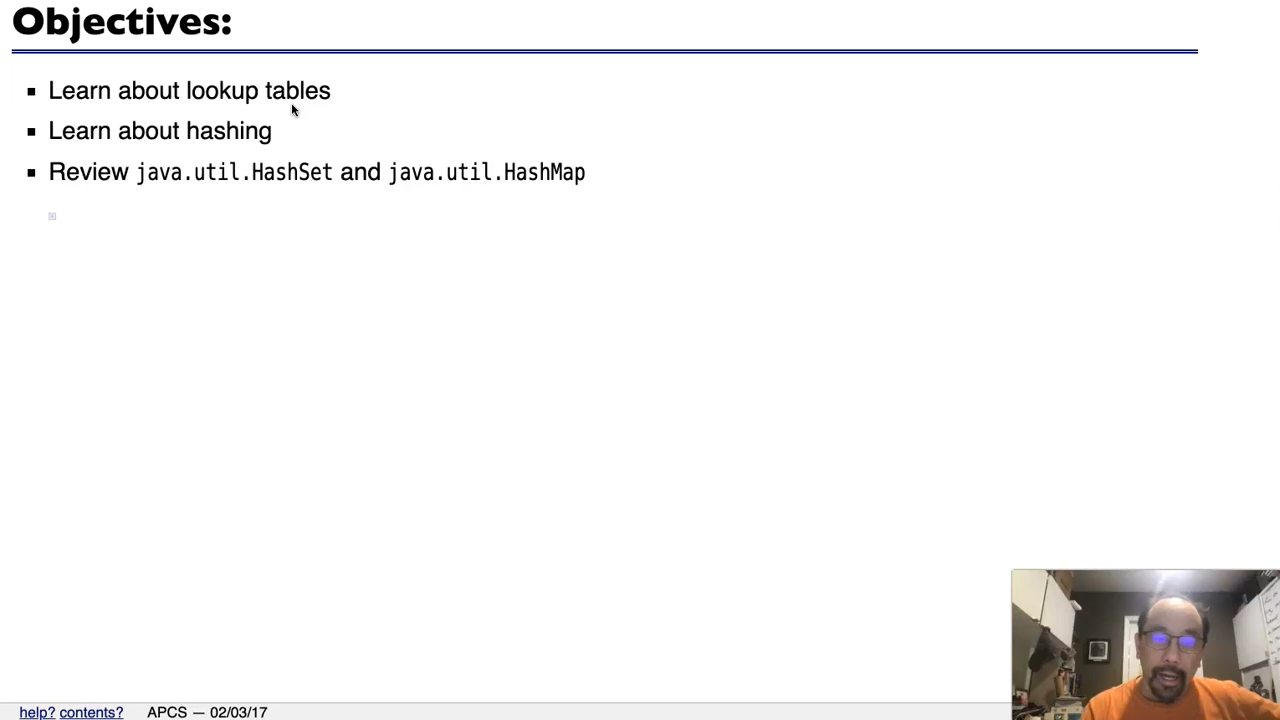 Objectives:
Learn about lookup tables
Learn about hashing
Review java.util.HashSet and java.util.HashMap
help? contents? APCS — 02/03/17